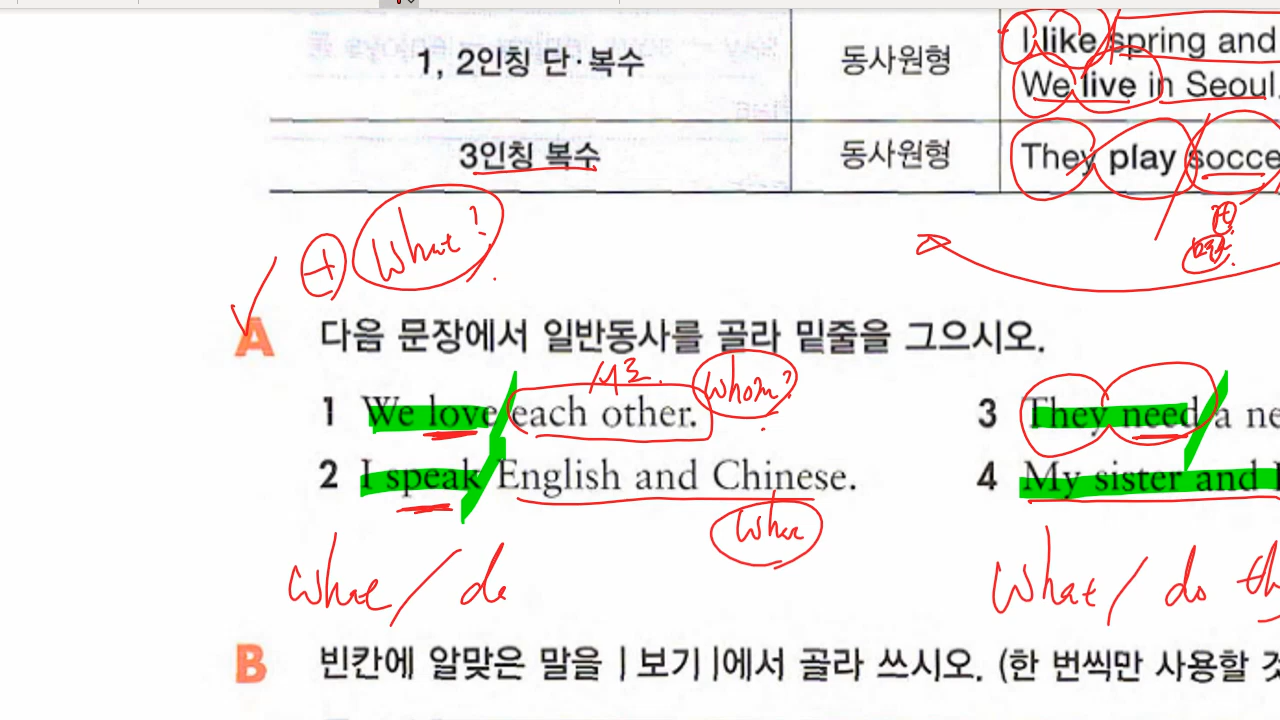 1, 2인칭 단·복수 동사원형 I like spring and
We live in Seoul.
3인칭 복수 동사원형 They play socce
What?
A 다음 문장에서 일반동사를 골라 밑줄을 그으시오.
서로. whom?
1 We love each other. 3 They need a ne
2 I speak English and Chinese. 4 My sister and I
What
What / do What / do th
B 빈칸에 알맞은 말을 | 보기 |에서 골라 쓰시오. (한 번씩만 사용할 것